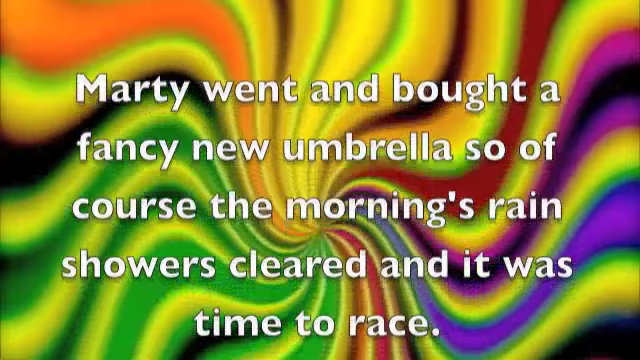 Marty went and bought a
fancy new umbrella so of
course the morning's rain
showers cleared and it was
time to race.